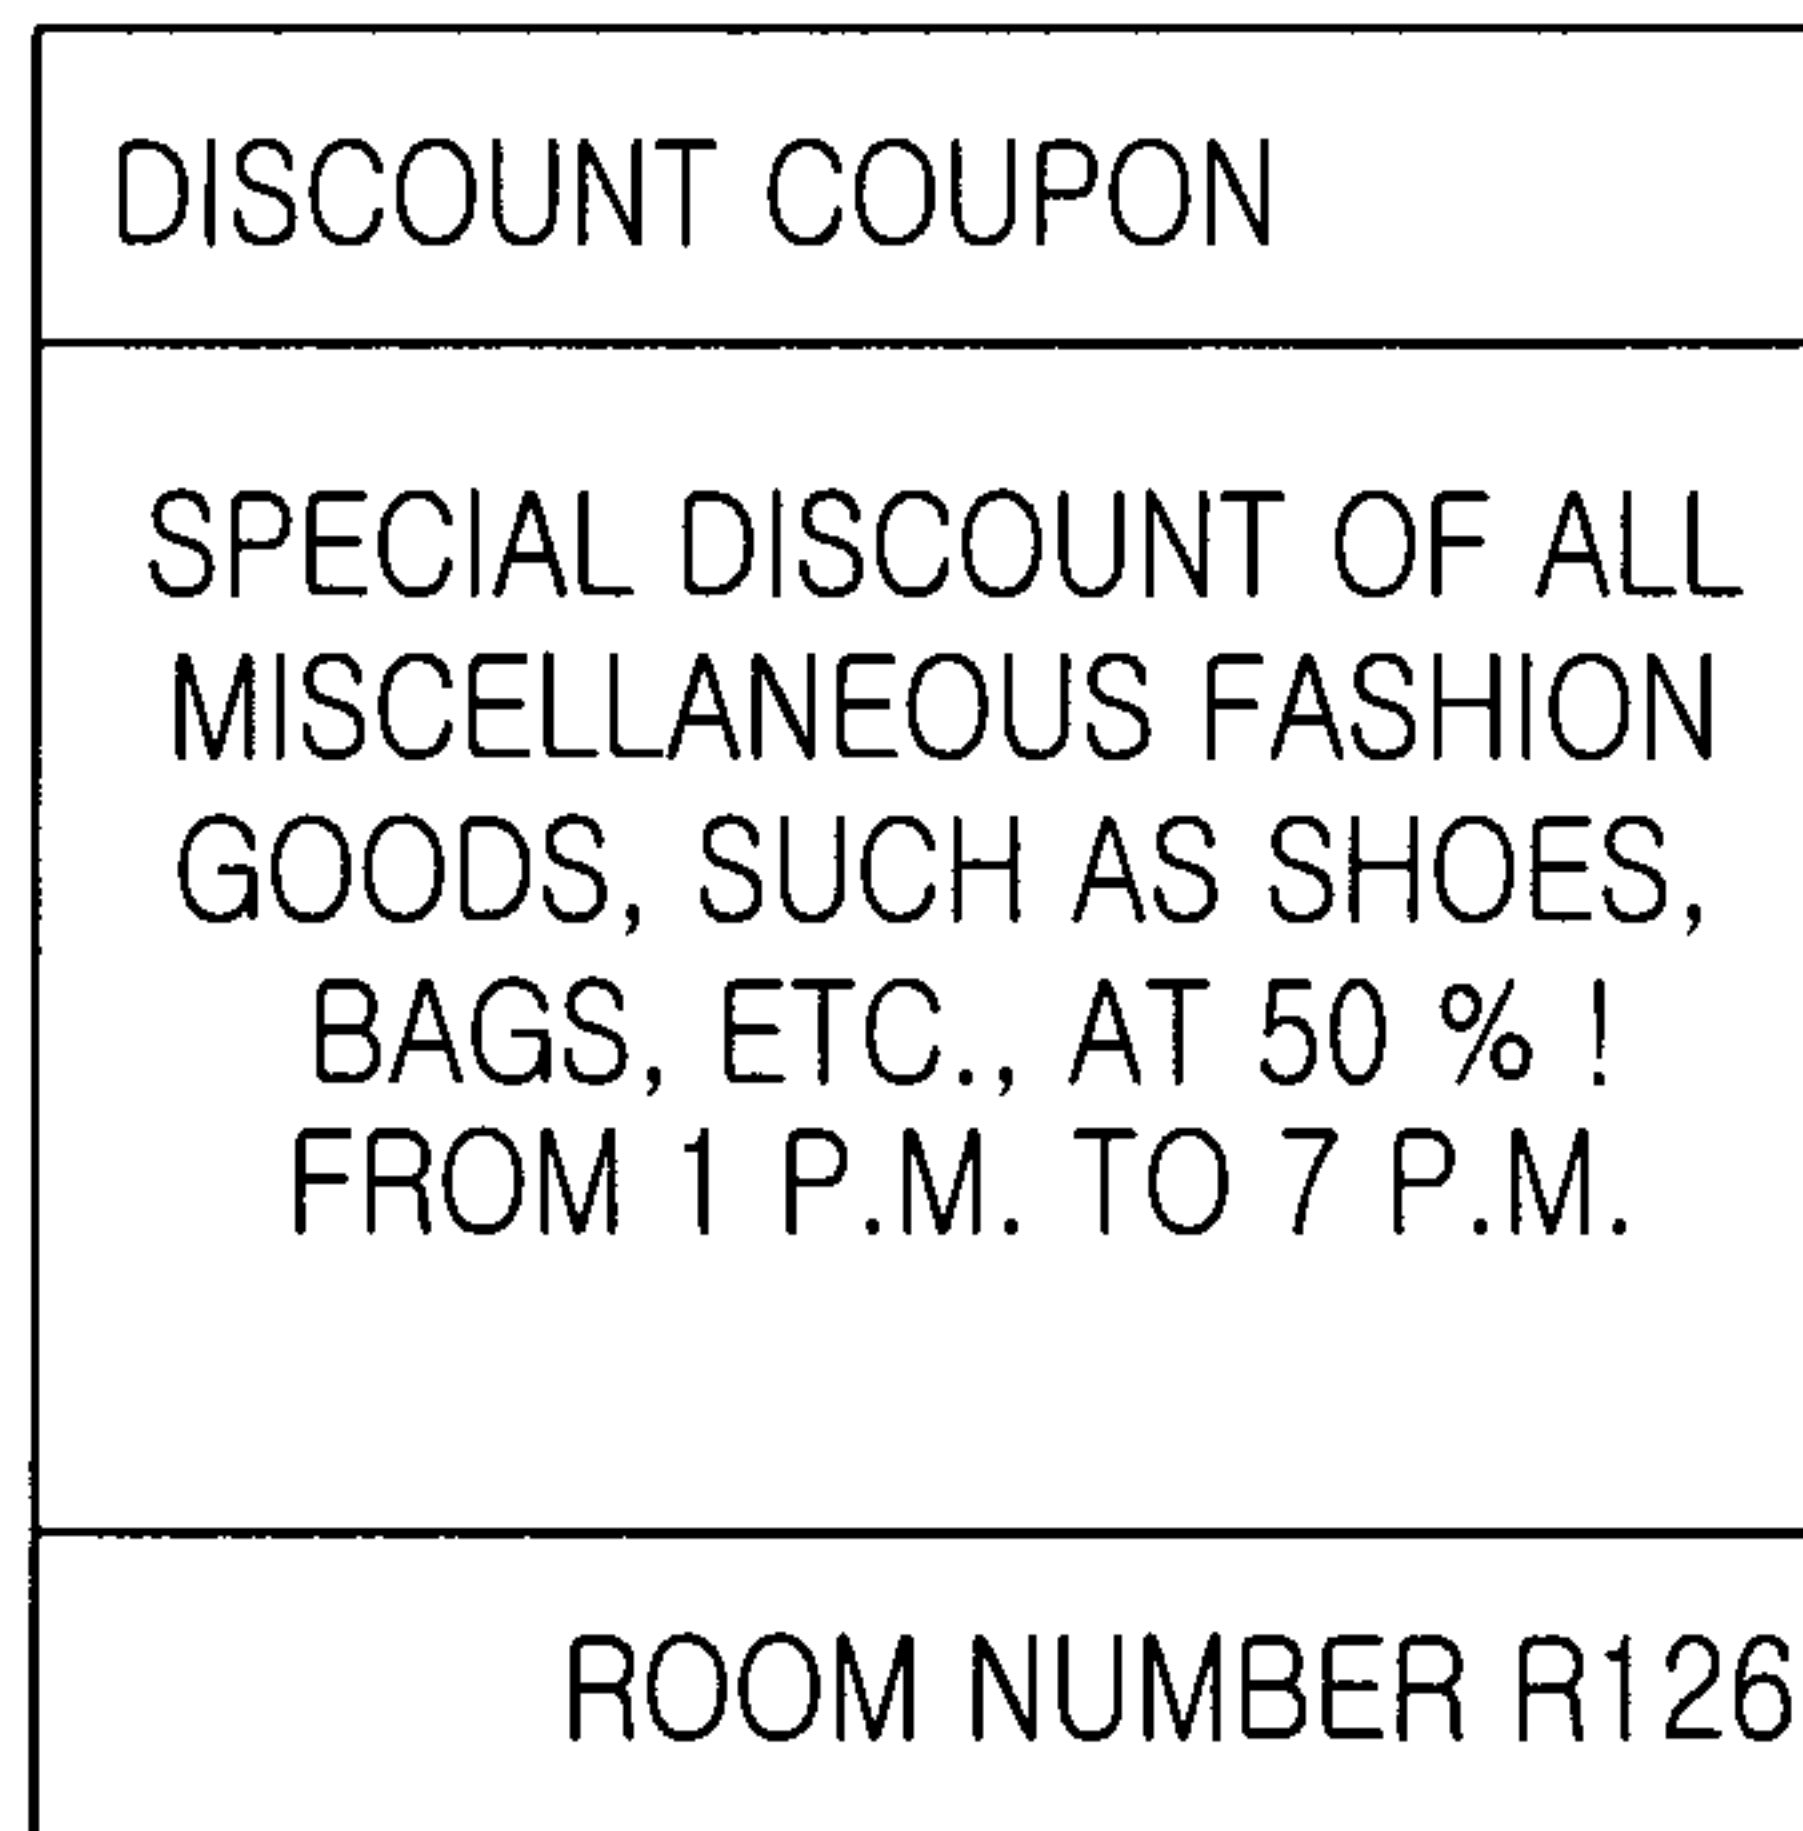 DISCOUNT COUPON
SPECIAL DISCOUNT OF ALL
MISCELLANEOUS FASHION
GOODS, SUCH AS SHOES,
BAGS, ETC., AT 50 % !
FROM 1 P.M. TO 7 P.M.
ROOM NUMBER R126